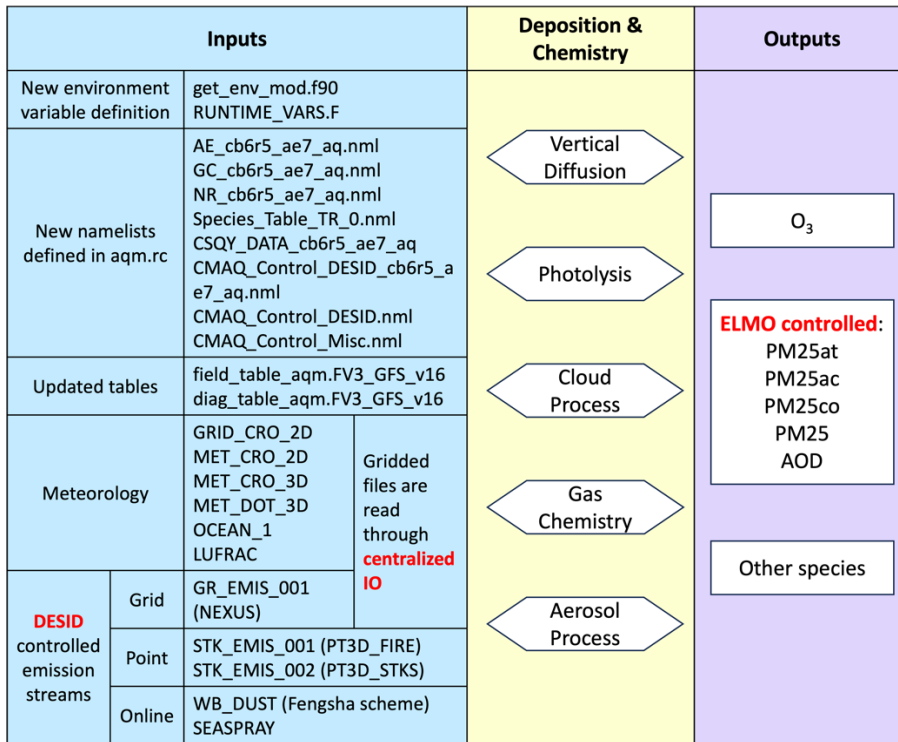 Inputs
Deposition &
Chemistry
Outputs
New environment
variable definition
get_env_mod.f90
RUNTIME_VARS.F
New namelists
defined in aqm.rc
AE_cb6r5_ae7_aq.nml
GC_cb6r5_ae7_aq.nml
NR_cb6r5_ae7_aq.nml
Species_Table_TR_0.nml
CSQY_DATA_cb6r5_ae7_aq
CMAQ_Control_DESID_cb6r5_a
e7_aq.nml
CMAQ_Control_DESID.nml
CMAQ_Control_Misc.nml
Updated tables
field_table_aqm.FV3_GFS_v16
diag_table_aqm.FV3_GFS_v16
Meteorology
GRID_CRO_2D
MET_CRO_2D
MET_CRO_3D
MET_DOT_3D
OCEAN_1
LUFRAC
Gridded
files are
read
through
centralized
IO
DESID
controlled
emission
streams
Grid
GR_EMIS_001
(NEXUS)
Point
STK_EMIS_001 (PT3D_FIRE)
STK_EMIS_002 (PT3D_STKS)
Online
WB_DUST (Fengsha scheme)
SEASPRAY
Vertical
Diffusion
Photolysis
Cloud
Process
Gas
Chemistry
Aerosol
Process
O₃
ELMO controlled:
PM25at
PM25ac
PM25co
PM25
AOD
Other species